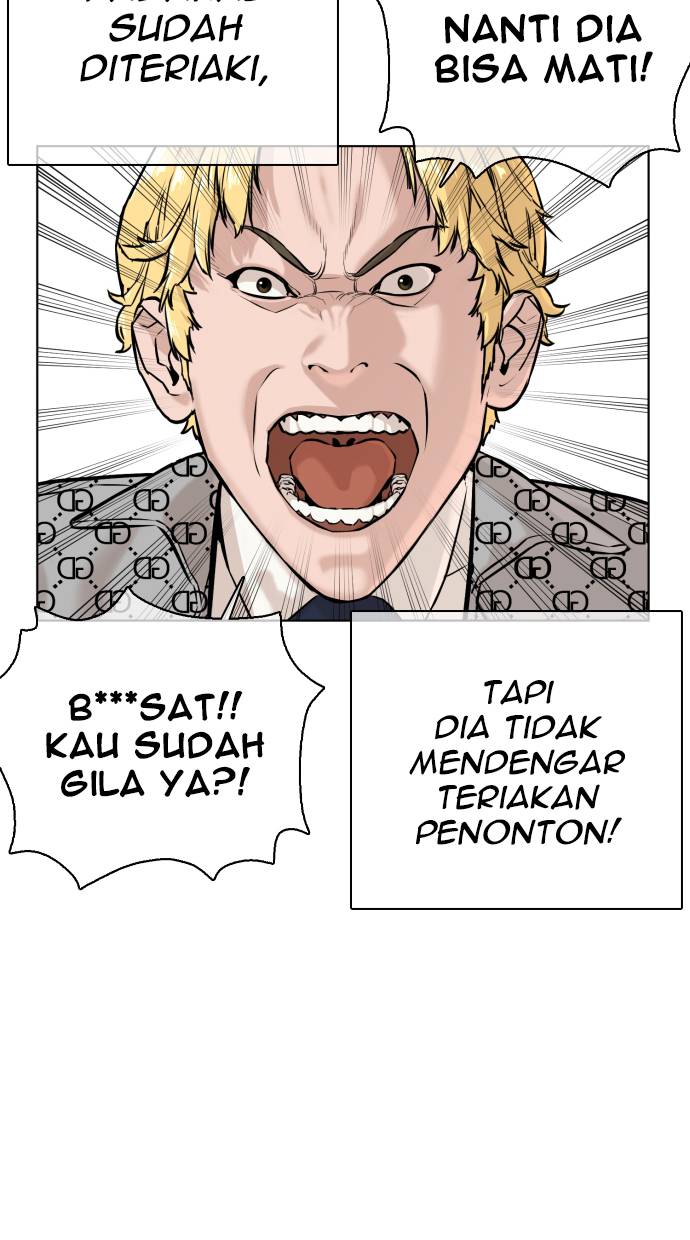 SUDAH
DITERIAKI,
NANTI DIA
BISA MATI!
B***SAT!!
KAU SUDAH
GILA YA?!
TAPI
DIA TIDAK
MENDENGAR
TERIAKAN
PENONTON!